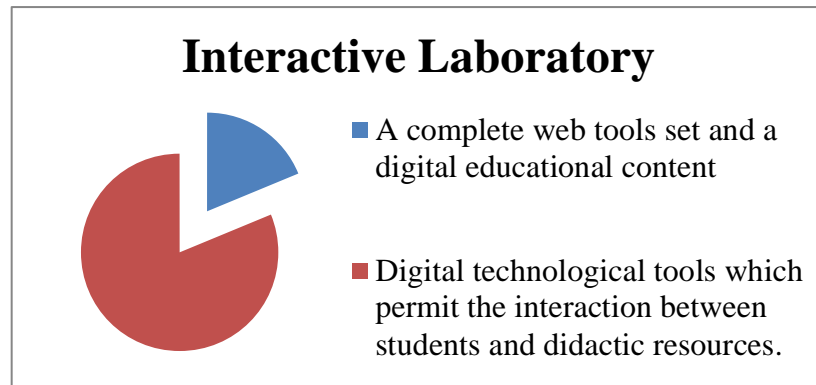 Interactive Laboratory
A complete web tools set and a
digital educational content
Digital technological tools which
permit the interaction between
students and didactic resources.